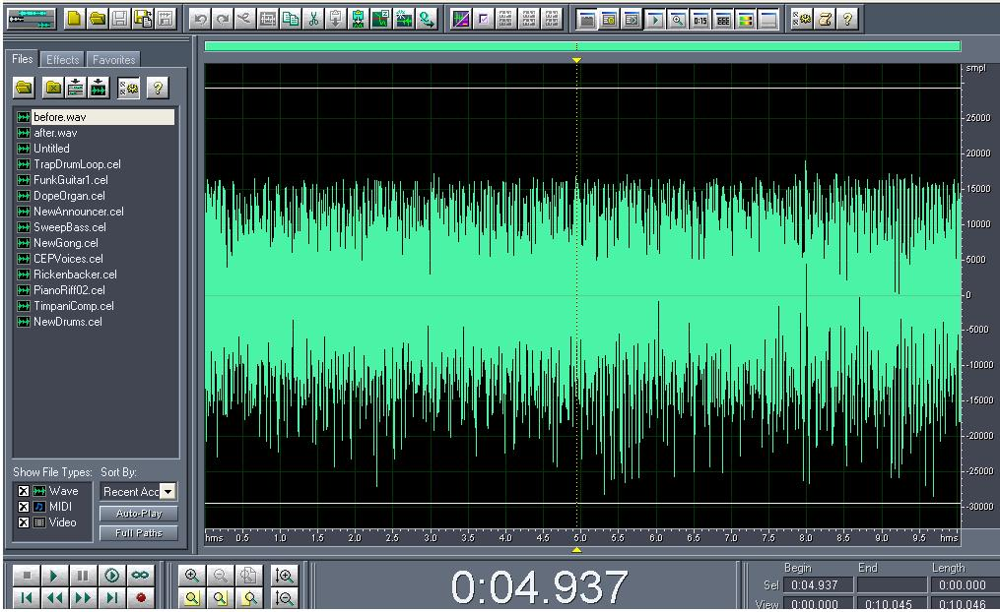 0:15
Files Effects Favorites
?
?
before.wav
after.wav
Untitled
TrapDrumLoop.cel
FunkGuitar1.cel
DopeOrgan.cel
NewAnnouncer.cel
SweepBass.cel
NewGong.cel
CEPVoices.cel
Rickenbacker.cel
PianoRiff02.cel
TimpaniComp.cel
NewDrums.cel
Show File Types: Sort By:
Wave Recent Acc
MIDI Auto-Play
Video Full Paths
smpl
25000
20000
15000
10000
5000
0
-5000
-10000
-15000
-20000
-25000
-30000
hms 0.5 1.0 1.5 2.0 2.5 3.0 3.5 4.0 4.5 5.0 5.5 6.0 6.5 7.0 7.5 8.0 8.5 9.0 9.5 hms
0:04.937
Begin End Length
Sel 0:04.937 0:00.000
View 0:00.000 0:10.045 0:10.046